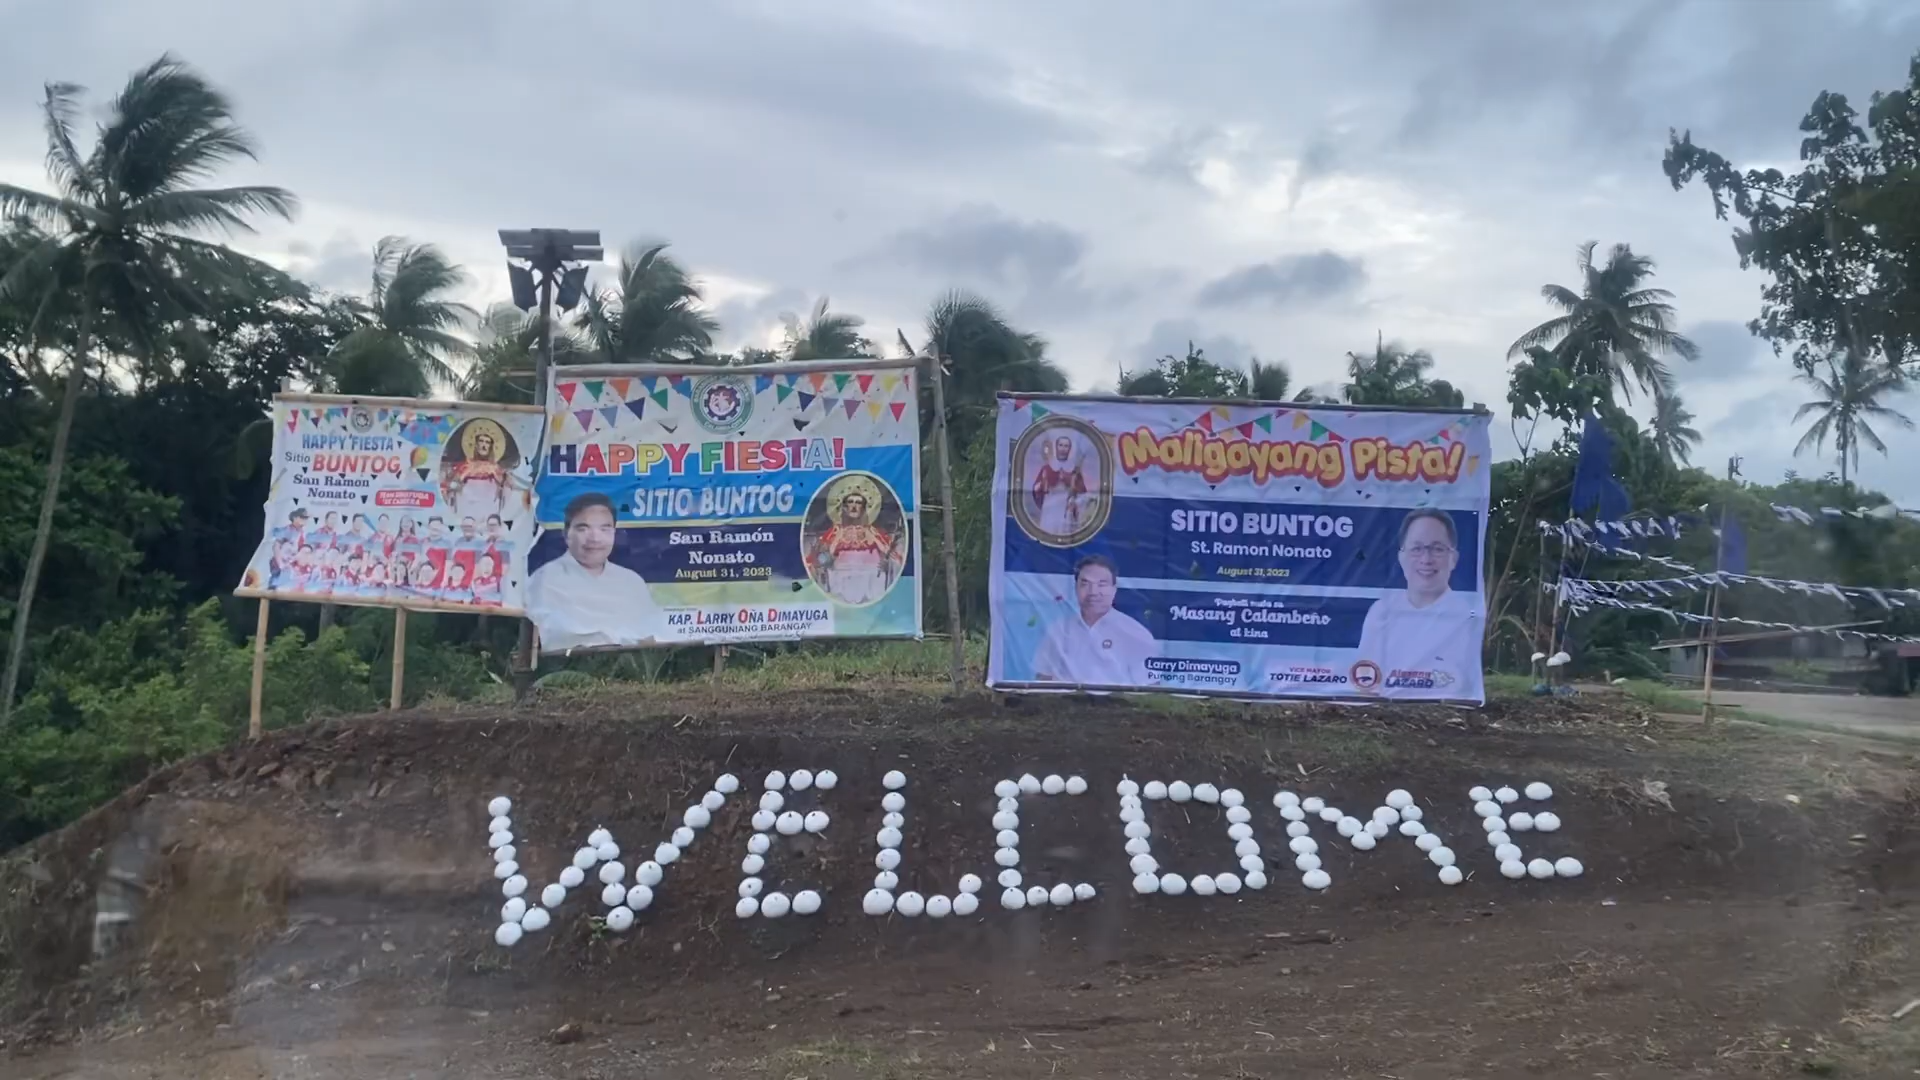 HAPPY FIESTA
Sitio BUNTOG
San Ramon
Nonato
HAPPY FIESTA!
SITIO BUNTOG
San Ramón
Nonato
August 31, 2023
KAP. LARRY OÑA DIMAYUGA
at SANGGUNIANG BARANGAY
Maligayang Pista!
SITIO BUNTOG
St. Ramon Nonato
August 31, 2023
Pagbati mula sa
Masang Calambeño
at kina
Larry Dimayuga
Punong Barangay
VICE MAYOR
TOTIE LAZARO
LAZARO
WELCOME